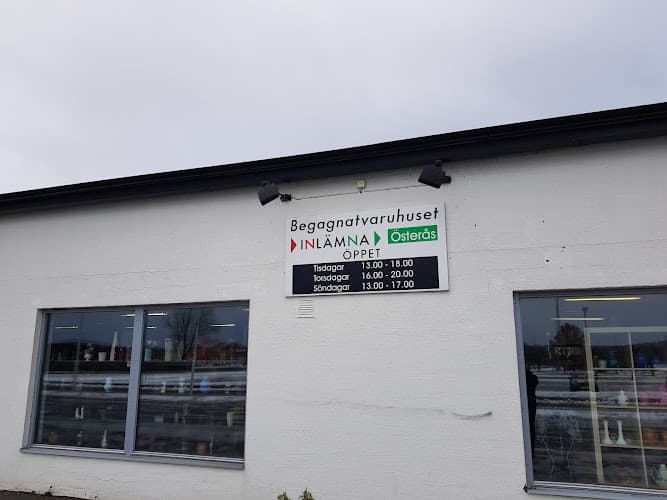 Begagnatvaruhuset
INLÄMNA Österås
ÖPPET
Tisdagar 13.00 - 18.00
Torsdagar 16.00 - 20.00
Söndagar 13.00 - 17.00